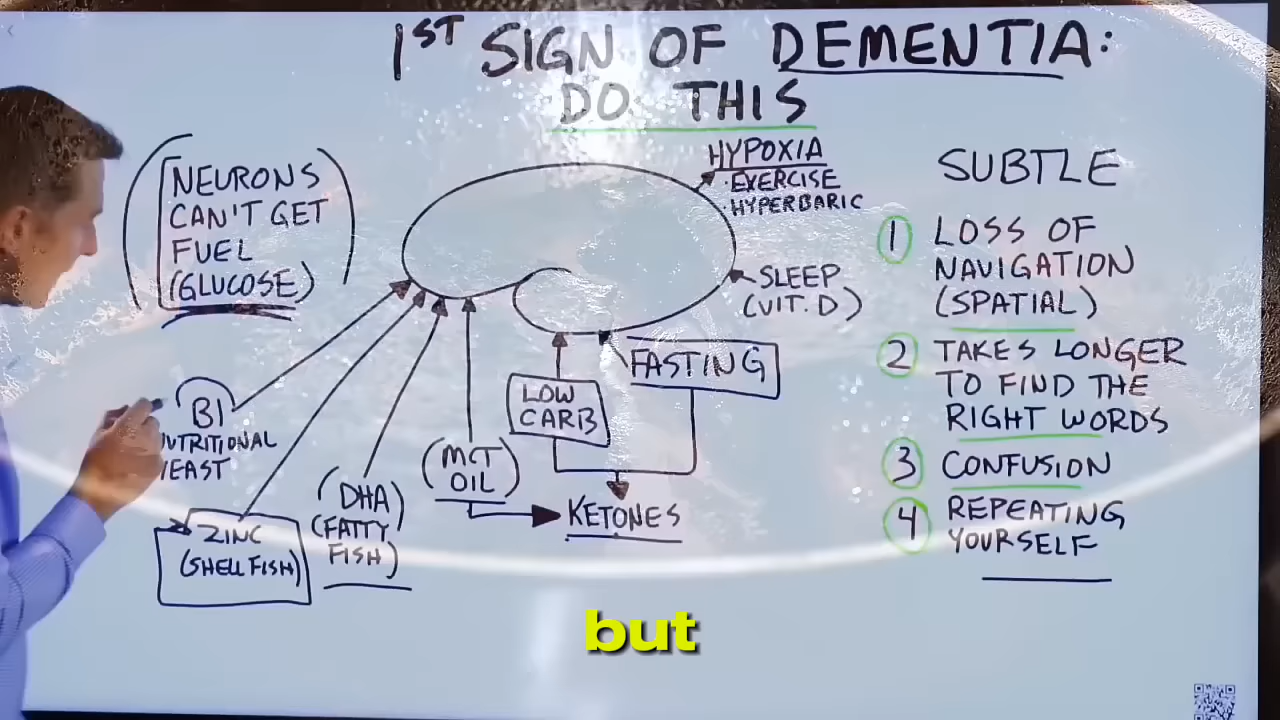 1ST SIGN OF DEMENTIA:
DO THIS
NEURONS
CAN'T GET
FUEL
(GLUCOSE)
HYPOXIA
· EXERCISE
· HYPERBARIC
SLEEP
(VIT. D)
FASTING
LOW
CARB
B1
NUTRITIONAL
YEAST
ZINC
(SHELL FISH)
(DHA)
(FATTY
FISH)
(MCT
OIL)
KETONES
SUBTLE
1 LOSS OF
NAVIGATION
(SPATIAL)
2 TAKES LONGER
TO FIND THE
RIGHT WORDS
3 CONFUSION
4 REPEATING
YOURSELF
but